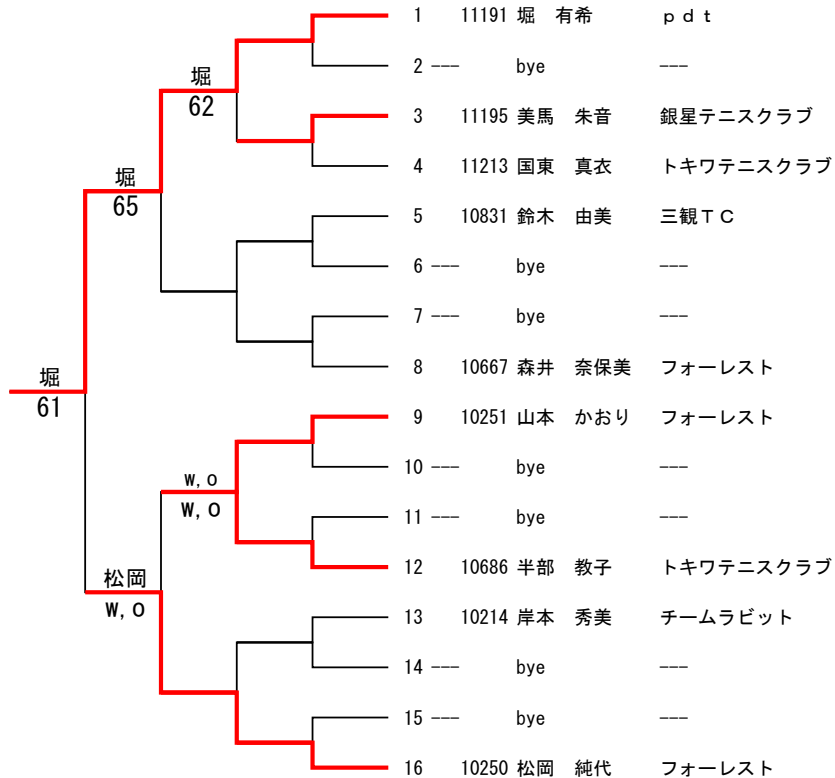 1 11191 堀 有希 ｐｄｔ
堀
2 --- bye ---
62
3 11195 美馬 朱音 銀星テニスクラブ
4 11213 国東 真衣 トキワテニスクラブ
堀
65
5 10831 鈴木 由美 三観ＴＣ
6 --- bye ---
7 --- bye ---
8 10667 森井 奈保美 フォーレスト
堀
61
9 10251 山本 かおり フォーレスト
10 --- bye ---
W,O
W,O
11 --- bye ---
12 10686 半部 教子 トキワテニスクラブ
松岡
W,O
13 10214 岸本 秀美 チームラビット
14 --- bye ---
15 --- bye ---
16 10250 松岡 純代 フォーレスト